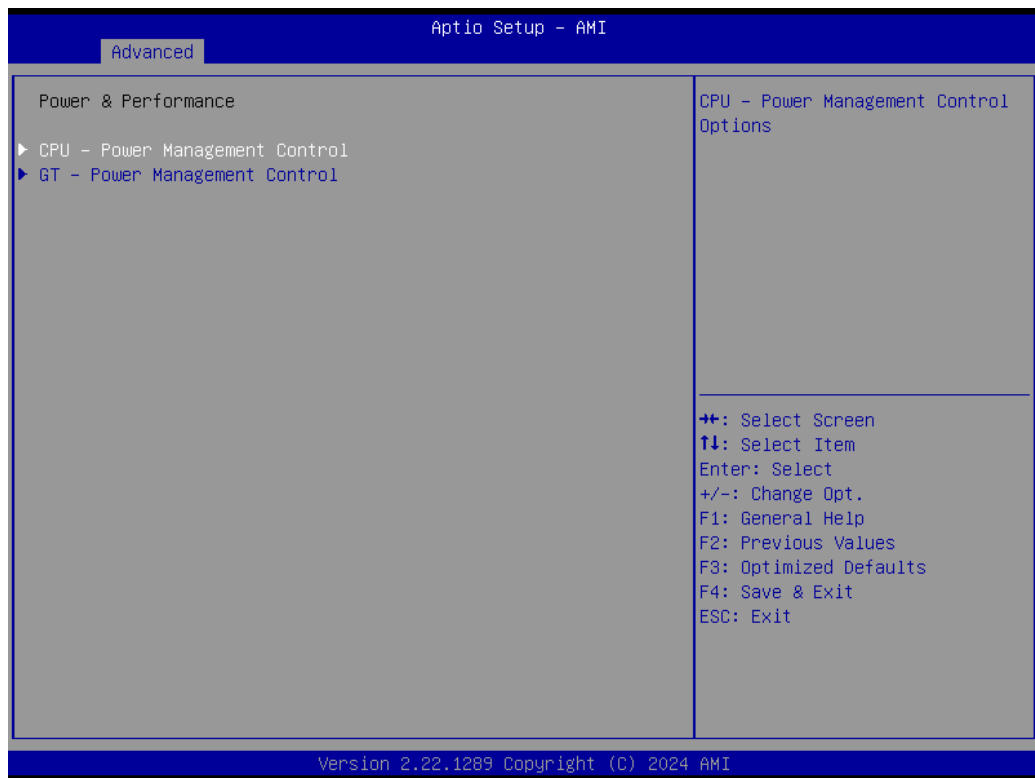 Aptio Setup – AMI
Advanced
Power & Performance
▶ CPU – Power Management Control
▶ GT – Power Management Control
CPU – Power Management Control
Options
→←: Select Screen
↑↓: Select Item
Enter: Select
+/–: Change Opt.
F1: General Help
F2: Previous Values
F3: Optimized Defaults
F4: Save & Exit
ESC: Exit
Version 2.22.1289 Copyright (C) 2024 AMI